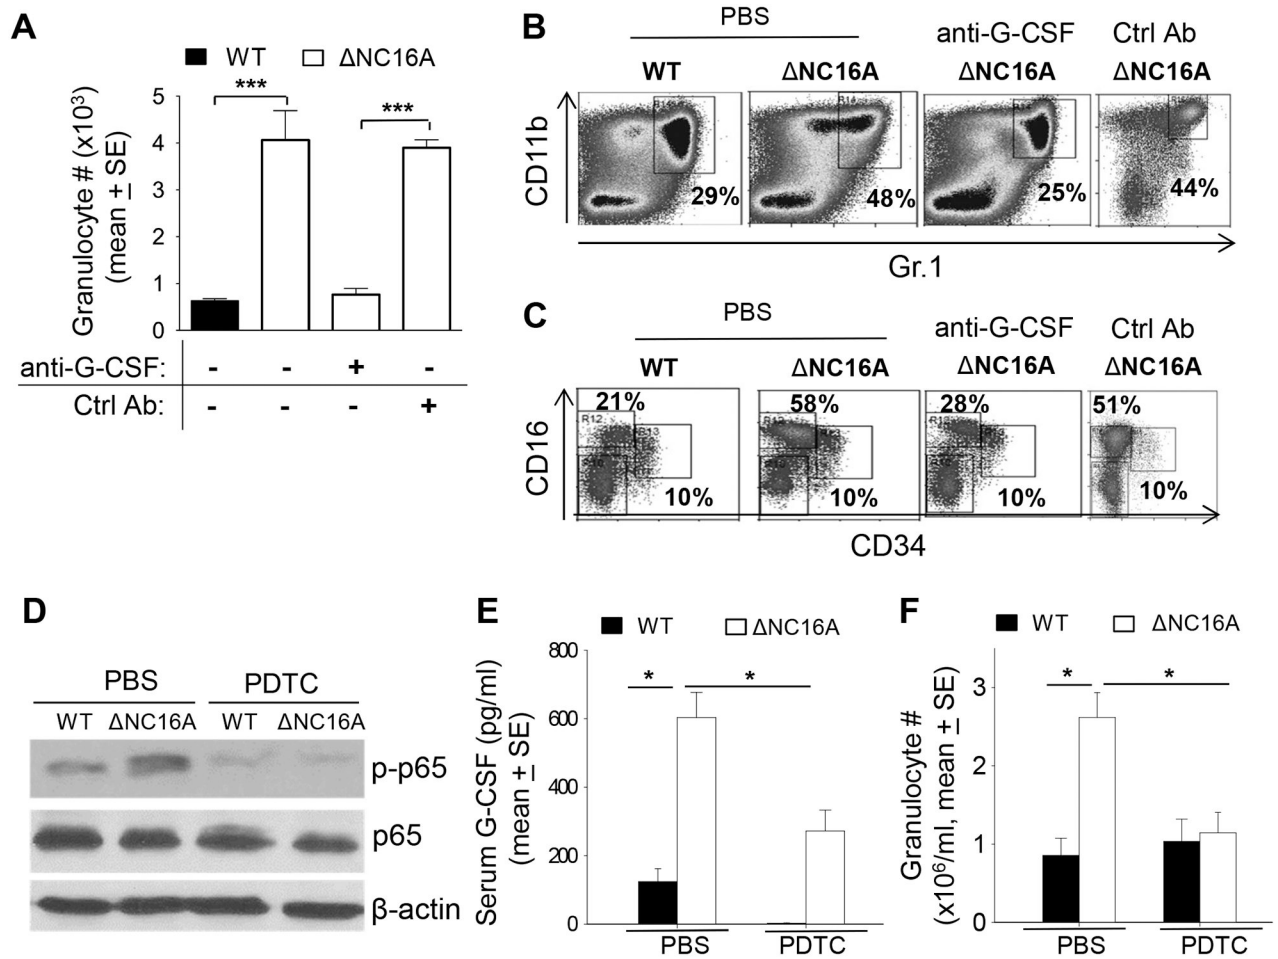 A
WT ΔNC16A
*** ***
Granulocyte # (x10³)
(mean ± SE)
5
4
3
2
1
0
anti-G-CSF: - - + -
Ctrl Ab: - - - +
B
PBS anti-G-CSF Ctrl Ab
WT ΔNC16A ΔNC16A ΔNC16A
CD11b
29% 48% 25% 44%
Gr.1
C
PBS anti-G-CSF Ctrl Ab
WT ΔNC16A ΔNC16A ΔNC16A
CD16
21% 58% 28% 51%
10% 10% 10% 10%
CD34
D
PBS PDTC
WT ΔNC16A WT ΔNC16A
p-p65
p65
β-actin
E
WT ΔNC16A
* *
Serum G-CSF (pg/ml)
(mean ± SE)
800
600
400
200
0
PBS PDTC
F
WT ΔNC16A
* *
Granulocyte #
(x10⁶/ml, mean ± SE)
3
2
1
0
PBS PDTC